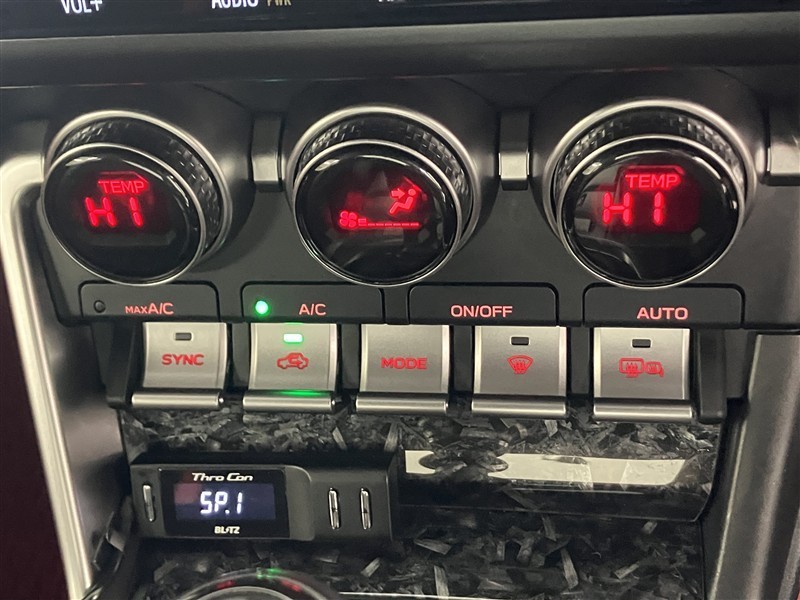 VOL+
AUDIO PWR
TEMP
HI
TEMP
HI
MAXA/C
A/C
ON/OFF
AUTO
SYNC
MODE
Thro Con
SP.1
BLITZ